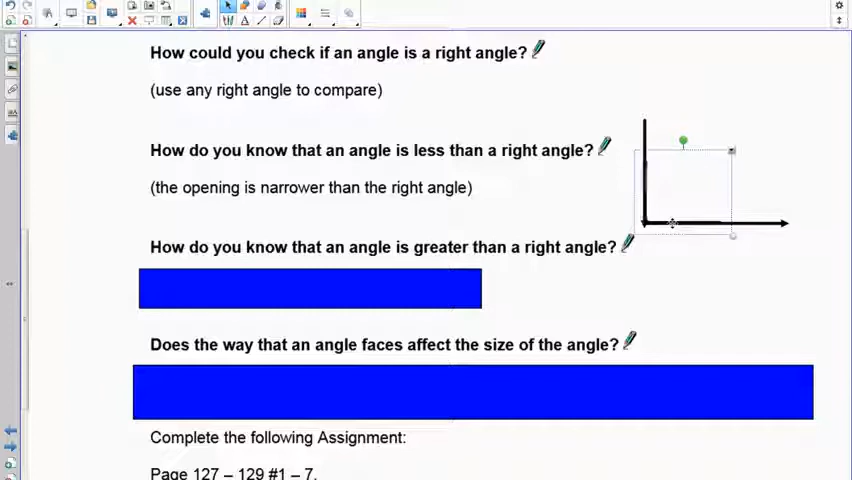 How could you check if an angle is a right angle?
(use any right angle to compare)
How do you know that an angle is less than a right angle?
(the opening is narrower than the right angle)
How do you know that an angle is greater than a right angle?
Does the way that an angle faces affect the size of the angle?
Complete the following Assignment:
Page 127 – 129 #1 – 7.